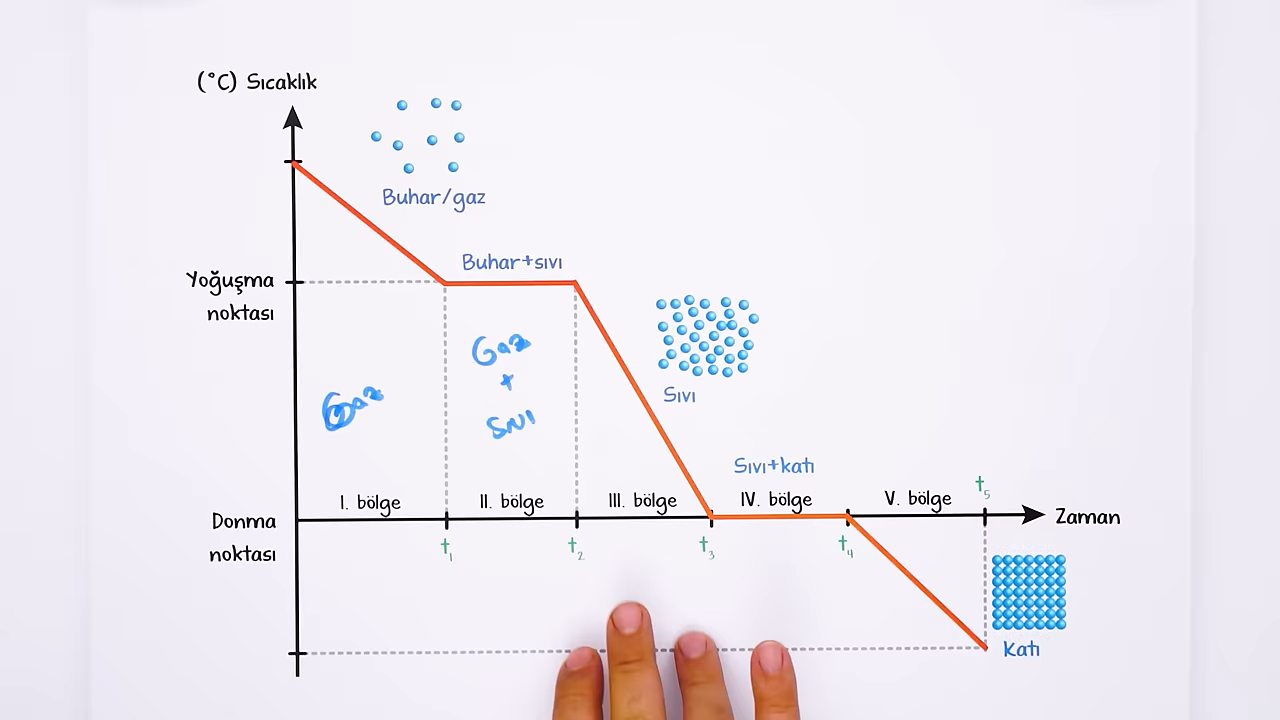 (°C) Sıcaklık
Buhar/gaz
Yoğuşma
noktası
Buhar+sıvı
Gaz
+
Sıvı
Gaz
Sıvı
Sıvı+katı
I. bölge
II. bölge
III. bölge
IV. bölge
V. bölge
t5
Zaman
Donma
noktası
t1
t2
t3
t4
Katı